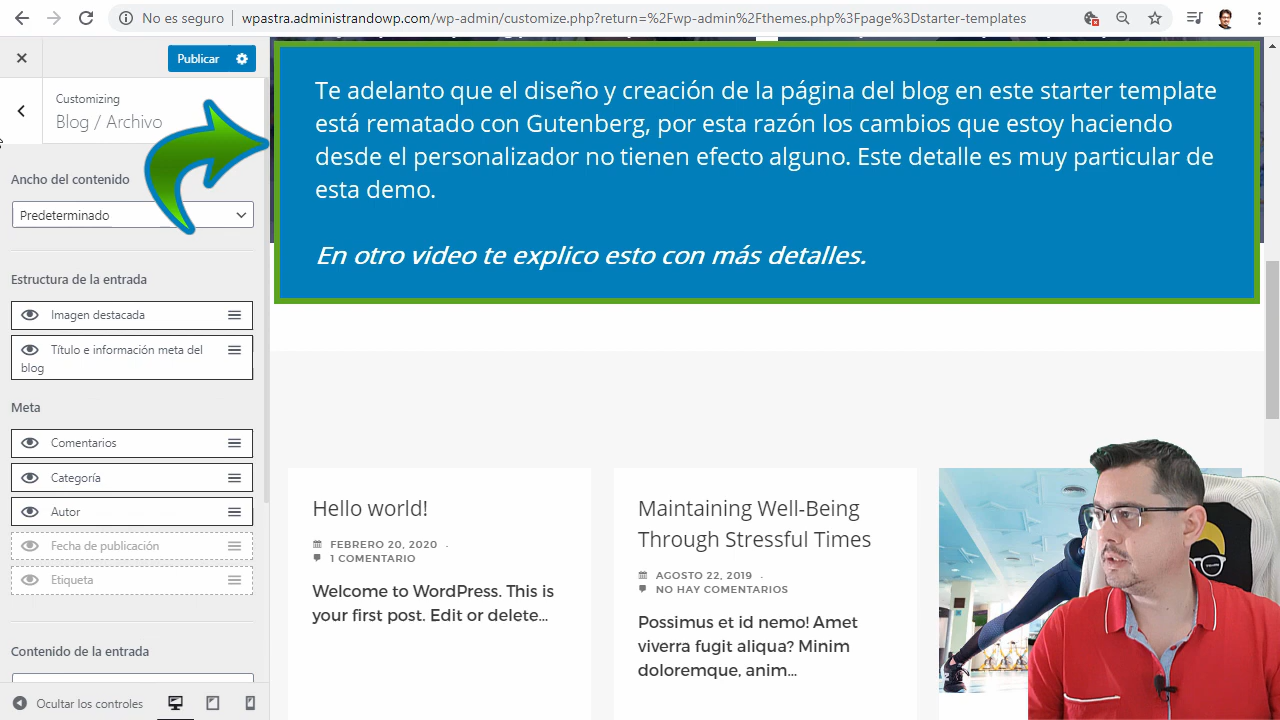 No es seguro
wpastra.administrandowp.com/wp-admin/customize.php?return=%2Fwp-admin%2Fthemes.php%3Fpage%3Dstarter-templates
Publicar
Customizing
Blog / Archivo
Ancho del contenido
Predeterminado
Estructura de la entrada
Imagen destacada
Título e información meta del
blog
Meta
Comentarios
Categoría
Autor
Fecha de publicación
Etiqueta
Contenido de la entrada
Ocultar los controles
Te adelanto que el diseño y creación de la página del blog en este starter template
está rematado con Gutenberg, por esta razón los cambios que estoy haciendo
desde el personalizador no tienen efecto alguno. Este detalle es muy particular de
esta demo.
En otro video te explico esto con más detalles.
Hello world!
FEBRERO 20, 2020 .
1 COMENTARIO
Welcome to WordPress. This is
your first post. Edit or delete...
Maintaining Well-Being
Through Stressful Times
AGOSTO 22, 2019 .
NO HAY COMENTARIOS
Possimus et id nemo! Amet
viverra fugit aliqua? Minim
doloremque, anim...